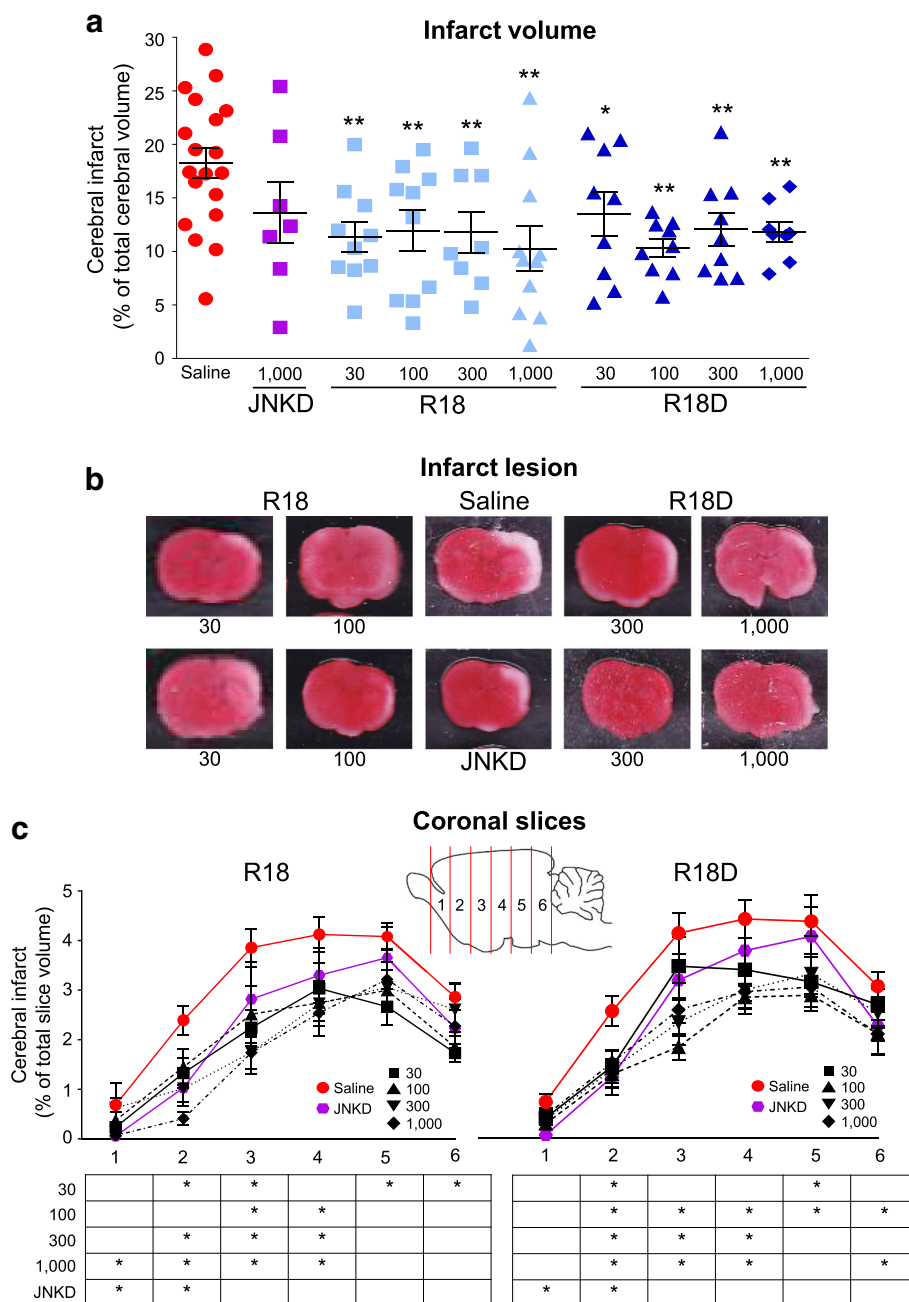 a
Infarct volume
Cerebral infarct
(% of total cerebral volume)
30
25
20
15
10
5
0
** ** ** ** * ** ** **
Saline 1,000 30 100 300 1,000 30 100 300 1,000
JNKD R18 R18D
b
Infarct lesion
R18 Saline R18D
30 100 300 1,000
30 100 JNKD 300 1,000
c
Coronal slices
R18 R18D
1 2 3 4 5 6
Cerebral infarct
(% of total slice volume)
5
4
3
2
1
0
Saline
JNKD
30
100
300
1,000
Saline
JNKD
30
100
300
1,000
1 2 3 4 5 6 1 2 3 4 5 6
30 * * * * * *
100 * * * * * * *
300 * * * * * *
1,000 * * * * * * * *
JNKD * * * *